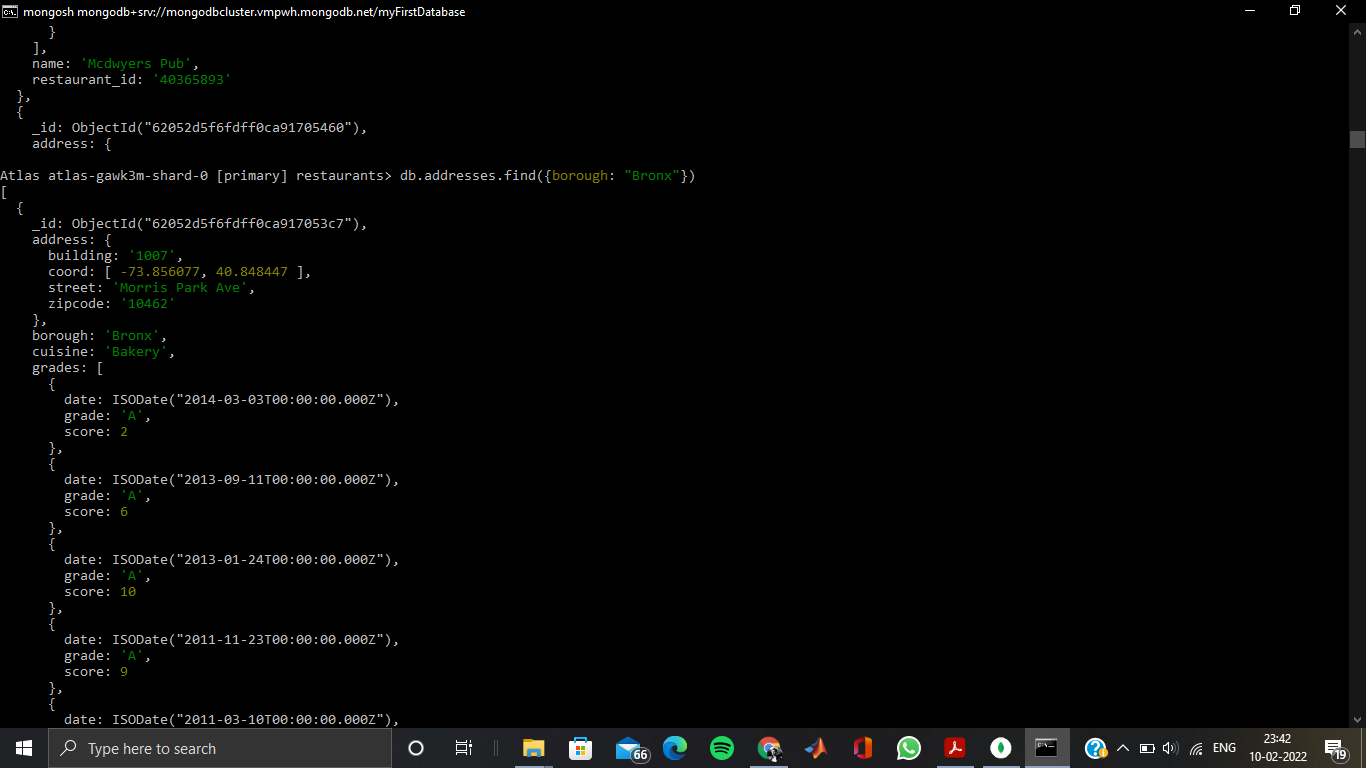 mongosh mongodb+srv://mongodbcluster.vmpwh.mongodb.net/myFirstDatabase
}
],
name: 'Mcdwyers Pub',
restaurant_id: '40365893'
},
{
_id: ObjectId("62052d5f6fdff0ca91705460"),
address: {
Atlas atlas-gawk3m-shard-0 [primary] restaurants> db.addresses.find({borough: "Bronx"})
[
{
_id: ObjectId("62052d5f6fdff0ca917053c7"),
address: {
building: '1007',
coord: [ -73.856077, 40.848447 ],
street: 'Morris Park Ave',
zipcode: '10462'
},
borough: 'Bronx',
cuisine: 'Bakery',
grades: [
{
date: ISODate("2014-03-03T00:00:00.000Z"),
grade: 'A',
score: 2
},
{
date: ISODate("2013-09-11T00:00:00.000Z"),
grade: 'A',
score: 6
},
{
date: ISODate("2013-01-24T00:00:00.000Z"),
grade: 'A',
score: 10
},
{
date: ISODate("2011-11-23T00:00:00.000Z"),
grade: 'A',
score: 9
},
{
date: ISODate("2011-03-10T00:00:00.000Z"),
Type here to search
66
ENG
23:42
10-02-2022
19